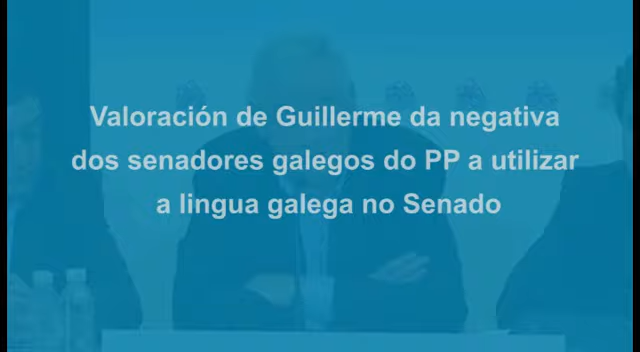 Valoración de Guillerme da negativa
dos senadores galegos do PP a utilizar
a lingua galega no Senado